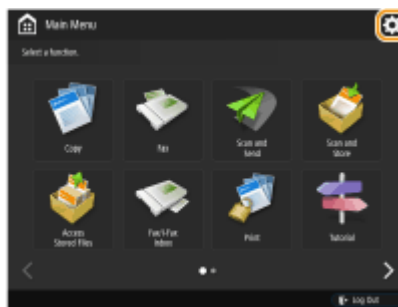 Main Menu
Select a function.
Copy
Fax
Scan and
Send
Scan and
Store
Access
Stored Files
Fax/I-Fax
Inbox
Print
Tutorial
Log Out